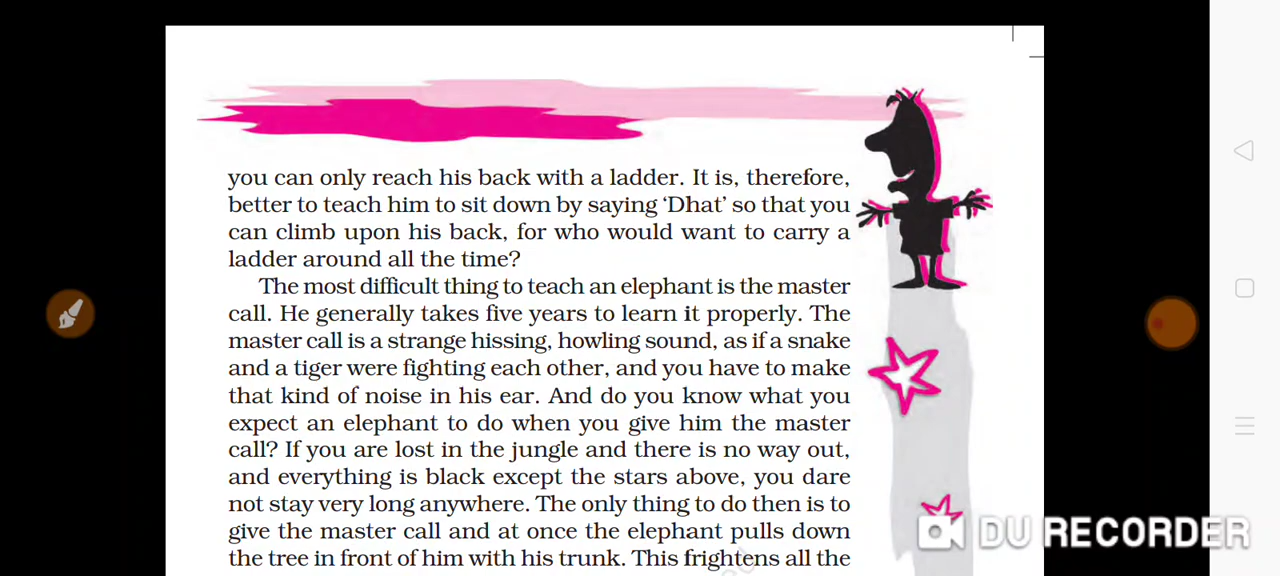 you can only reach his back with a ladder. It is, therefore,
better to teach him to sit down by saying ‘Dhat’ so that you
can climb upon his back, for who would want to carry a
ladder around all the time?
The most difficult thing to teach an elephant is the master
call. He generally takes five years to learn it properly. The
master call is a strange hissing, howling sound, as if a snake
and a tiger were fighting each other, and you have to make
that kind of noise in his ear. And do you know what you
expect an elephant to do when you give him the master
call? If you are lost in the jungle and there is no way out,
and everything is black except the stars above, you dare
not stay very long anywhere. The only thing to do then is to
give the master call and at once the elephant pulls down
the tree in front of him with his trunk. This frightens all the
DU RECORDER